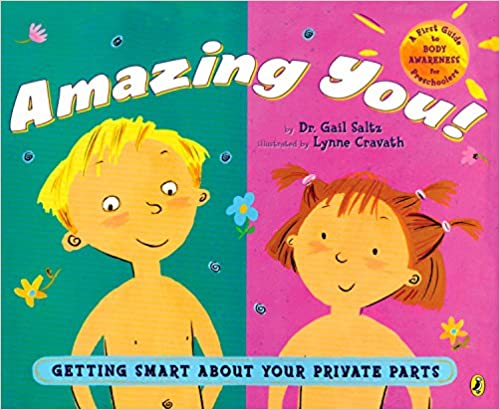 Amazing You!
A First Guide
to
BODY
AWARENESS
for
Preschoolers
by Dr. Gail Saltz
illustrated by Lynne Cravath
GETTING SMART ABOUT YOUR PRIVATE PARTS